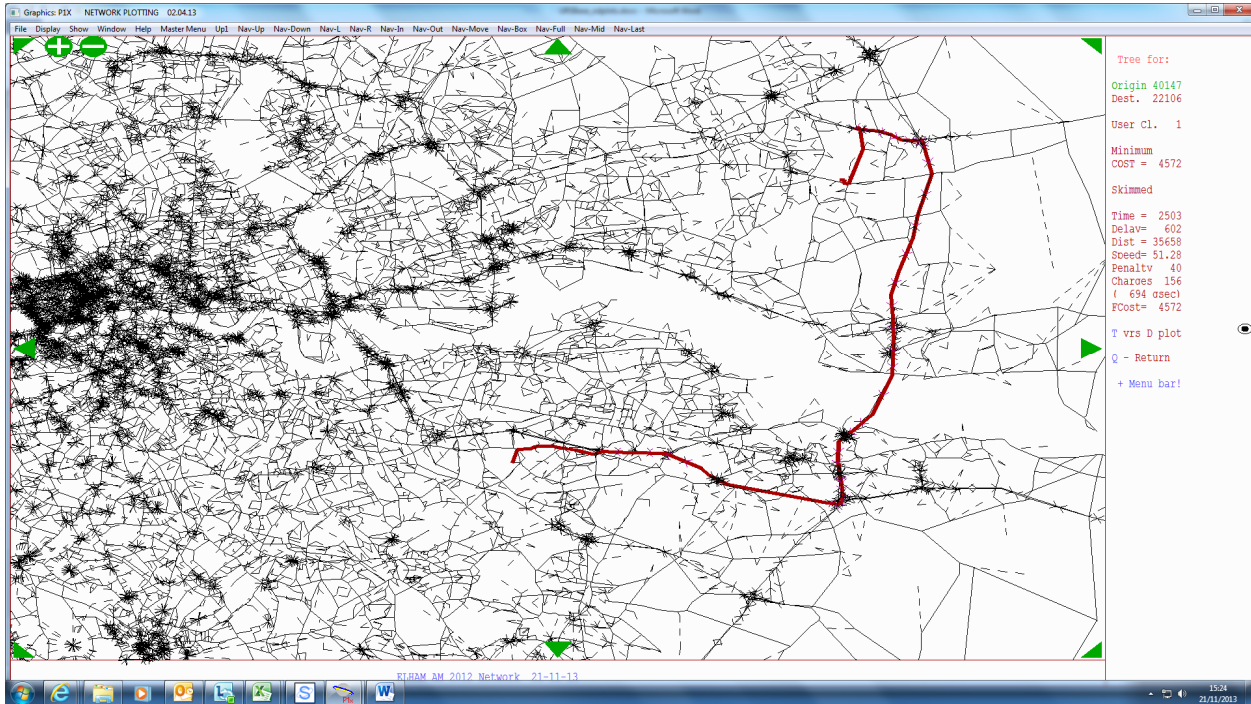 Graphics: P1X NETWORK PLOTTING 02.04.13
File Display Show Window Help Master Menu Up1 Nav-Up Nav-Down Nav-L Nav-R Nav-In Nav-Out Nav-Move Nav-Box Nav-Full Nav-Mid Nav-Last
Tree for:
Origin 40147
Dest. 22106
User Cl. 1
Minimum
COST = 4572
Skimmed
Time = 2503
Delay= 602
Dist = 35658
Speed= 51.28
Penalty 40
Charges 156
( 694 gsec)
FCost= 4572
T vrs D plot
Q - Return
+ Menu bar!
ELHAM AM 2012 Network 21-11-13
15:24
21/11/2013